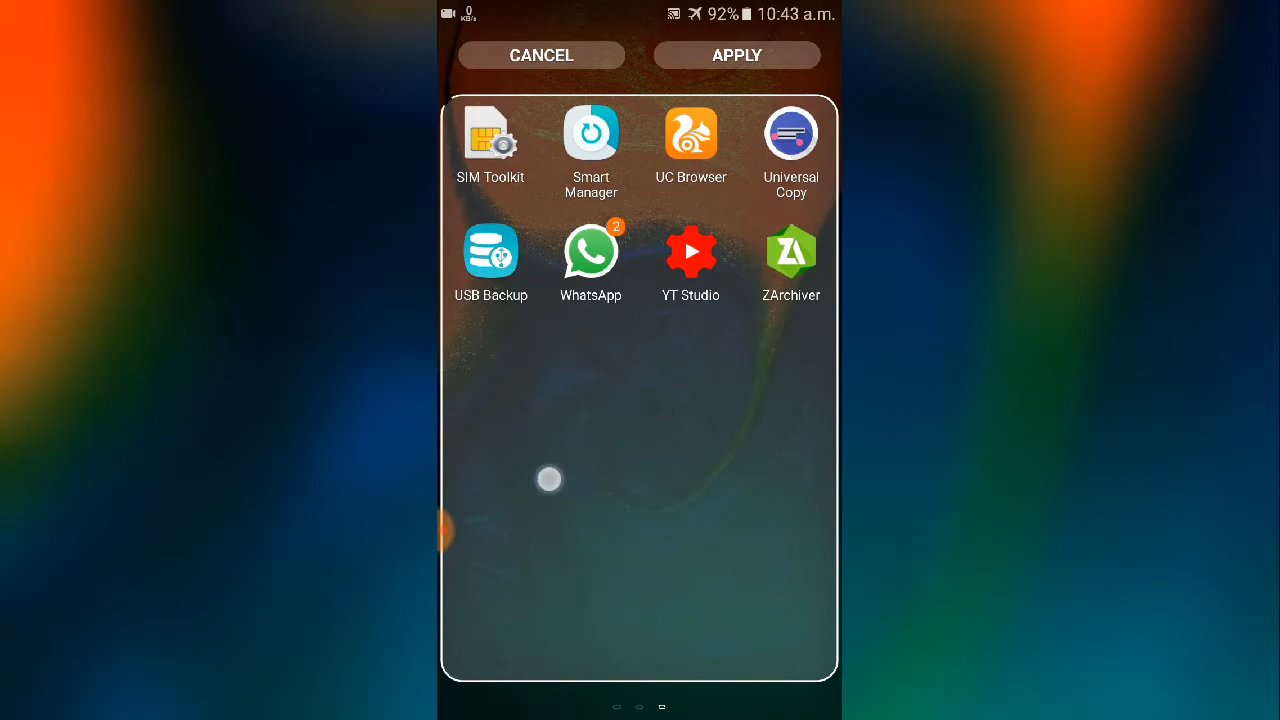 0
KB/s
92% 10:43 a.m.
CANCEL APPLY
SIM Toolkit Smart Manager UC Browser Universal Copy
2
USB Backup WhatsApp YT Studio ZArchiver